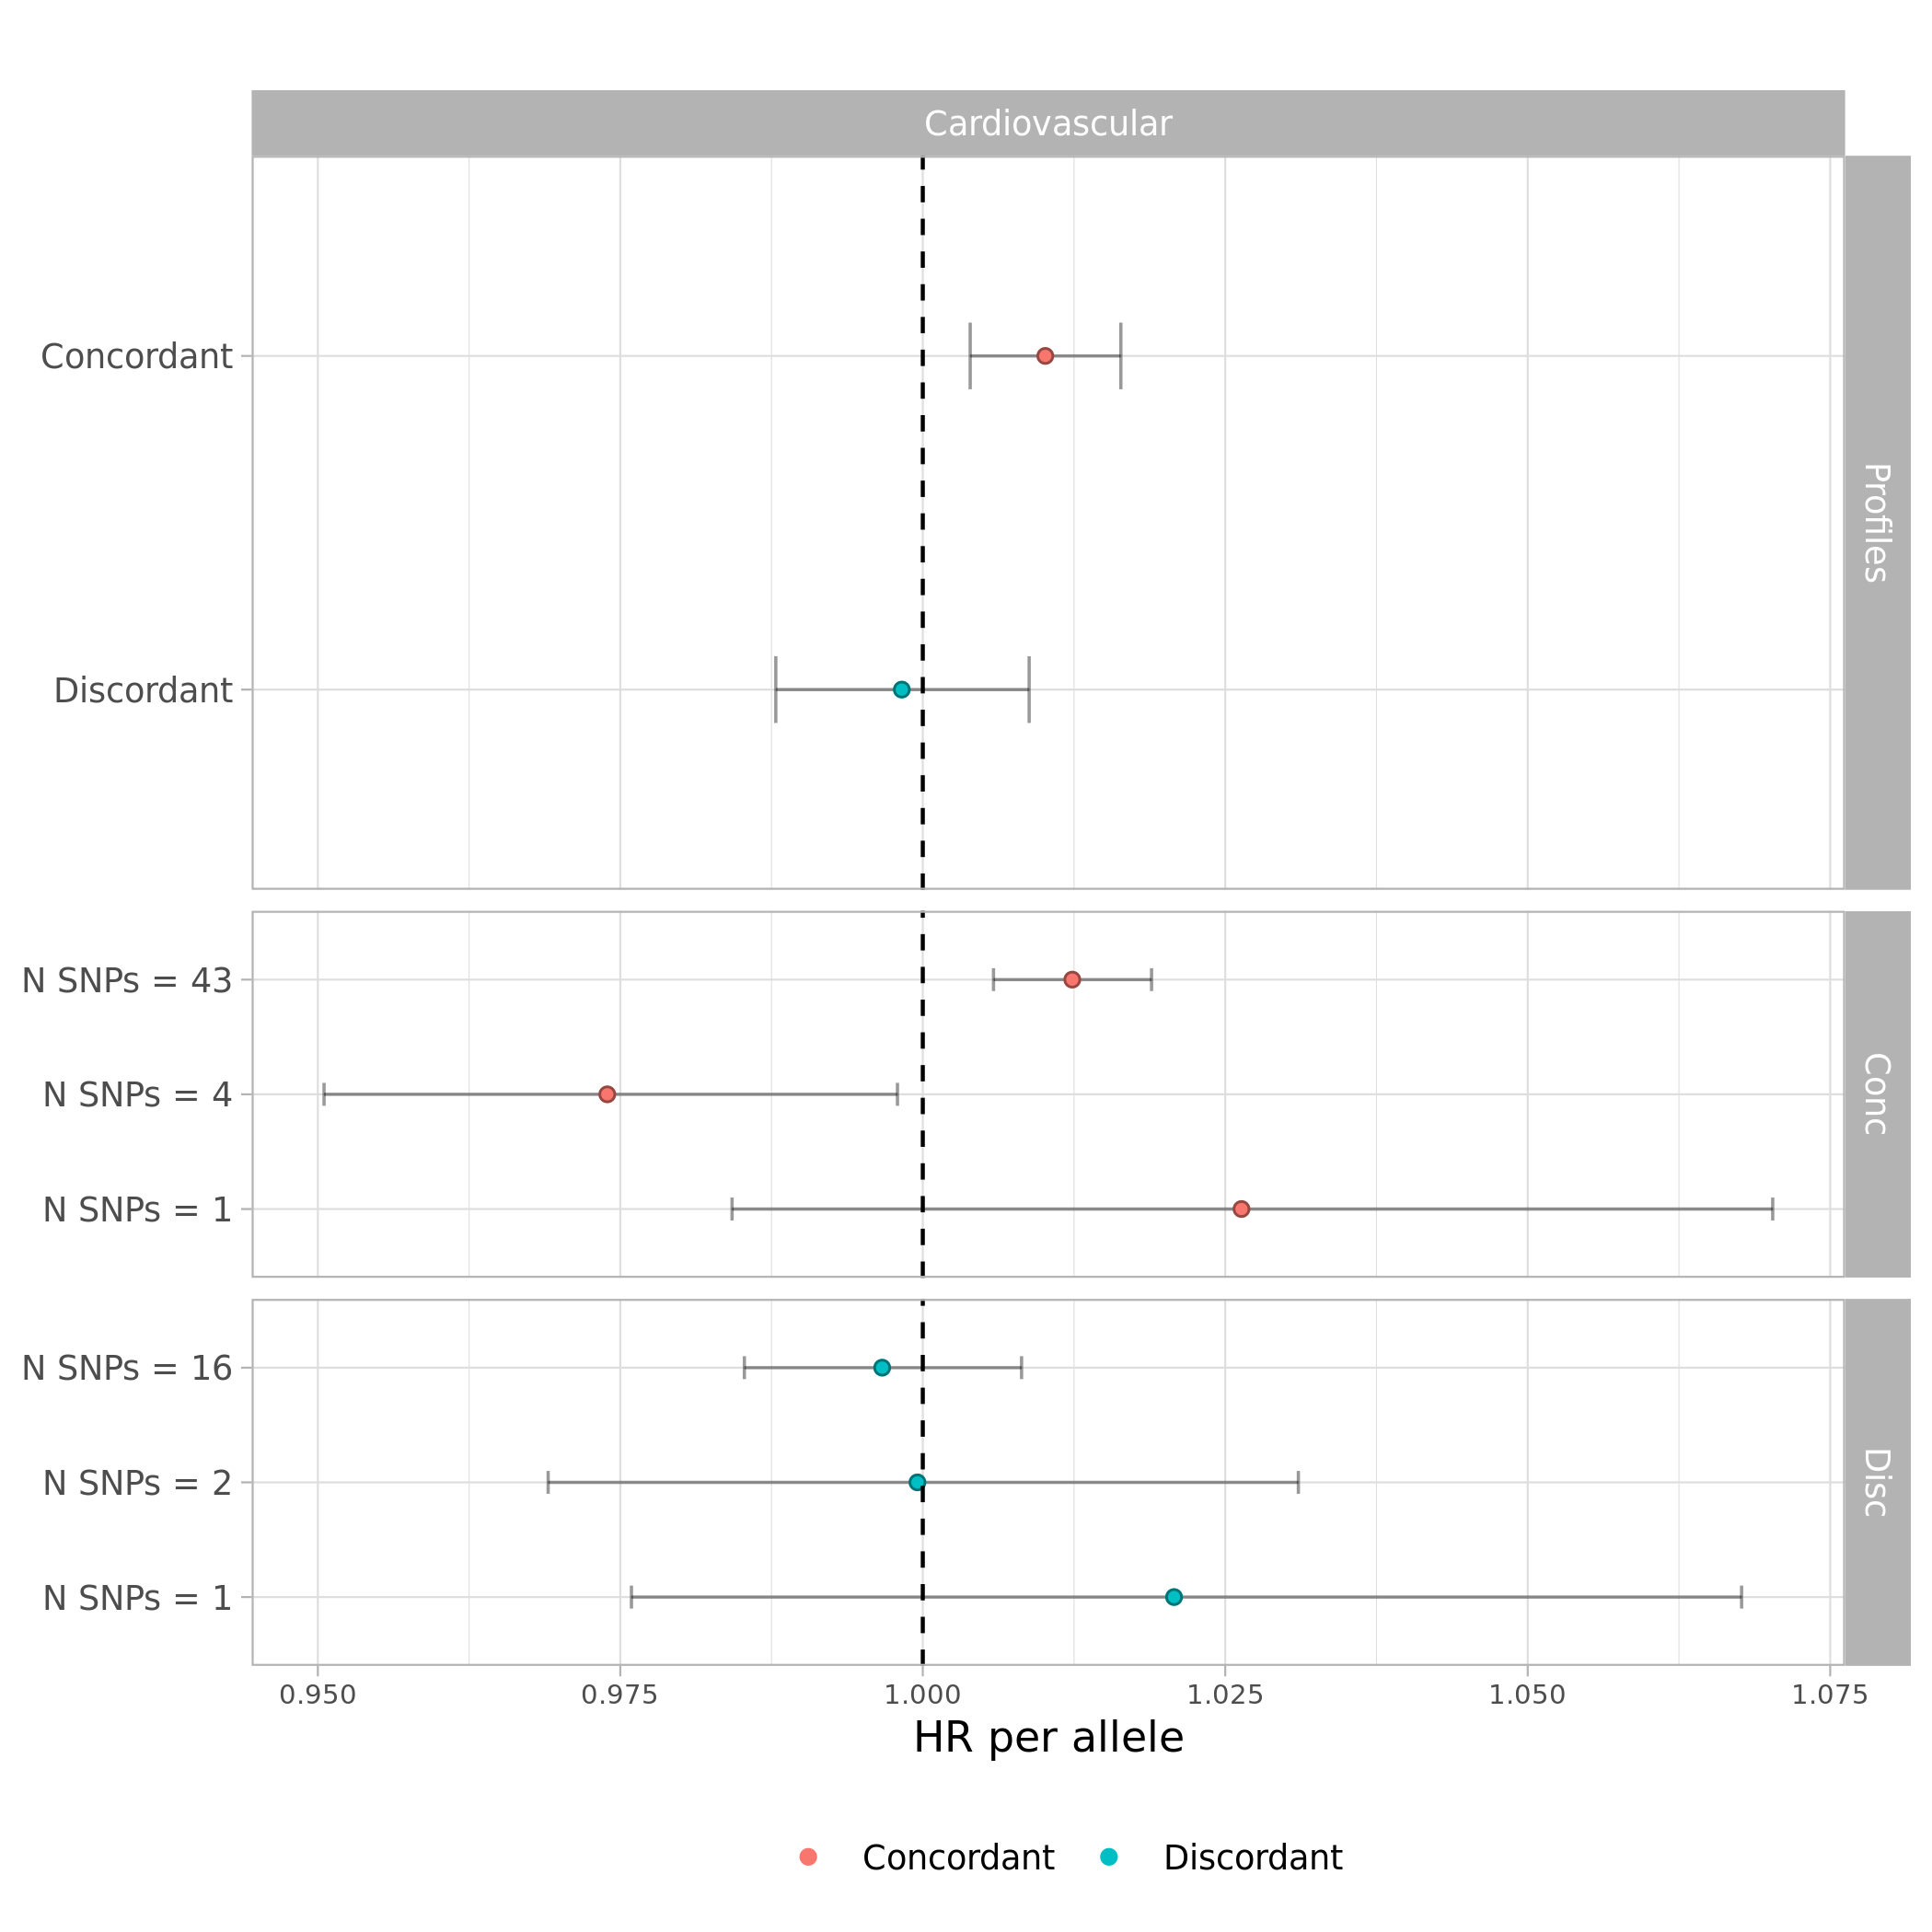 Cardiovascular
Concordant
Discordant
Profiles
N SNPs = 43
N SNPs = 4
N SNPs = 1
Conc
N SNPs = 16
N SNPs = 2
N SNPs = 1
Disc
0.950 0.975 1.000 1.025 1.050 1.075
HR per allele
Concordant Discordant